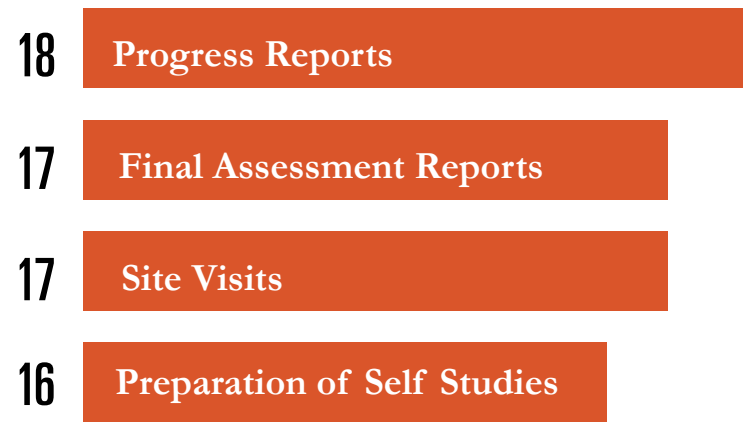 18 Progress Reports
17 Final Assessment Reports
17 Site Visits
16 Preparation of Self Studies